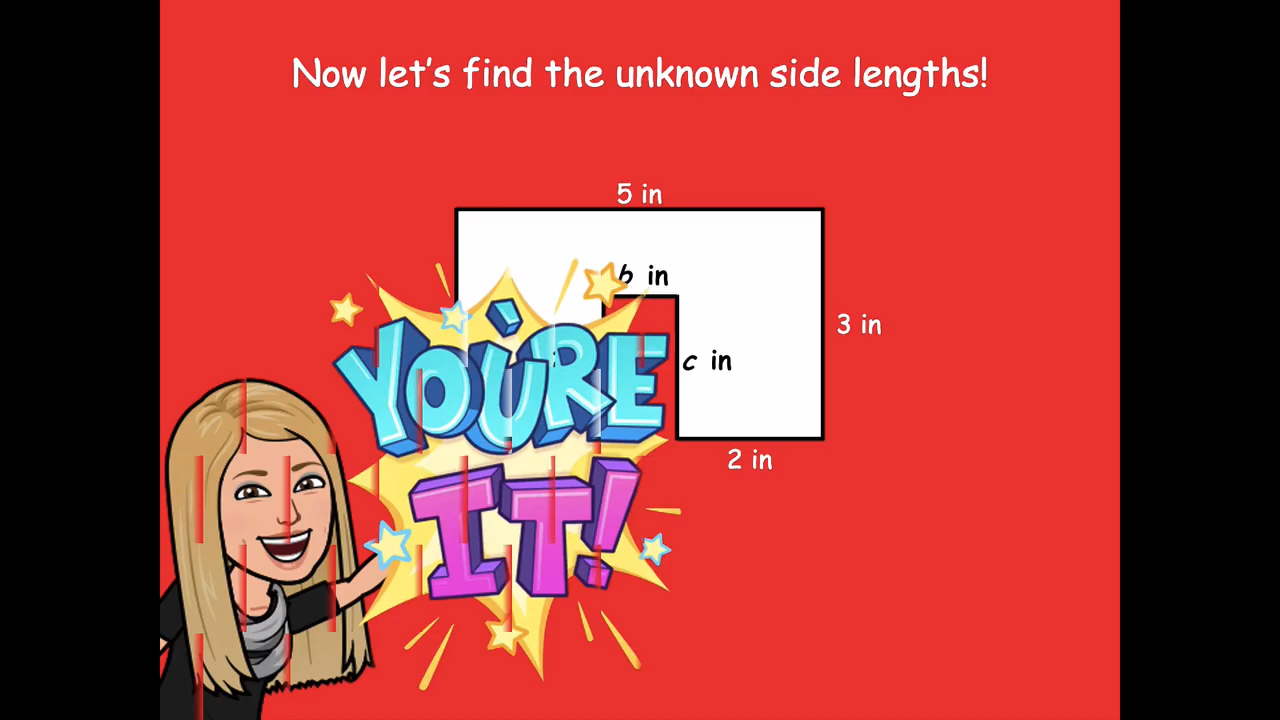 Now let's find the unknown side lengths!
5 in
b in
3 in
c in
2 in
YOU'RE
IT!